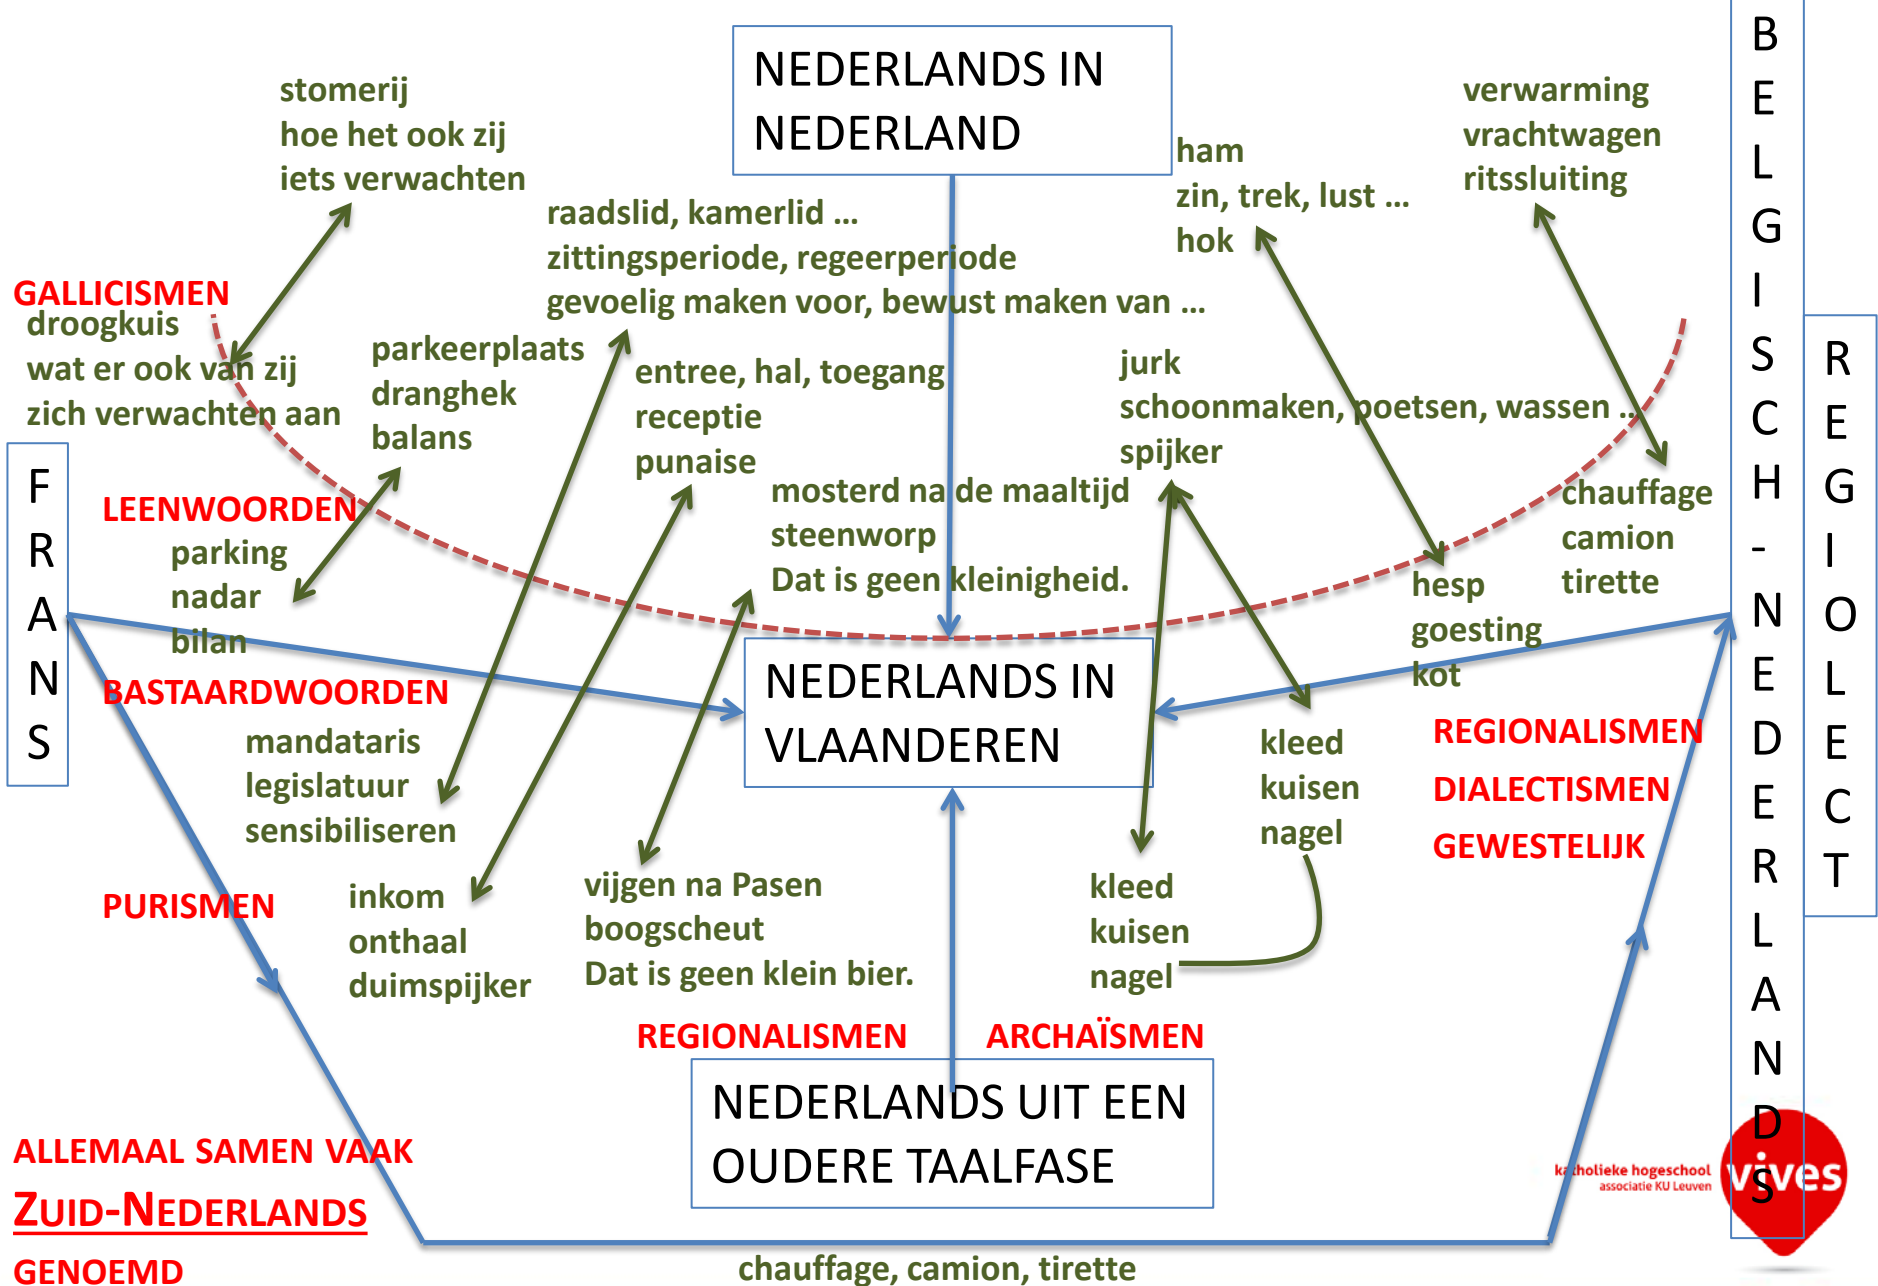 NEDERLANDS IN
NEDERLAND
stomerij
hoe het ook zij
iets verwachten
raadslid, kamerlid ...
zittingsperiode, regeerperiode
gevoelig maken voor, bewust maken van ...
ham
zin, trek, lust ...
hok
verwarming
vrachtwagen
ritssluiting
BELGISCH-NEDERLANDS
REGIOLECT
GALLICISMEN
droogkuis
wat er ook van zij
zich verwachten aan
parkeerplaats
dranghek
balans
entree, hal, toegang
receptie
punaise
jurk
schoonmaken, poetsen, wassen ...
spijker
FRANS
LEENWOORDEN
parking
nadar
bilan
mosterd na de maaltijd
steenworp
Dat is geen kleinigheid.
chauffage
camion
tirette
hesp
goesting
kot
BASTAARDWOORDEN
mandataris
legislatuur
sensibiliseren
NEDERLANDS IN
VLAANDEREN
kleed
kuisen
nagel
REGIONALISMEN
DIALECTISMEN
GEWESTELIJK
PURISMEN
inkom
onthaal
duimspijker
vijgen na Pasen
boogscheut
Dat is geen klein bier.
kleed
kuisen
nagel
REGIONALISMEN
ARCHAÏSMEN
NEDERLANDS UIT EEN
OUDERE TAALFASE
ALLEMAAL SAMEN VAAK
ZUID-NEDERLANDS
GENOEMD
chauffage, camion, tirette
katholieke hogeschool
associatie KU Leuven
vives